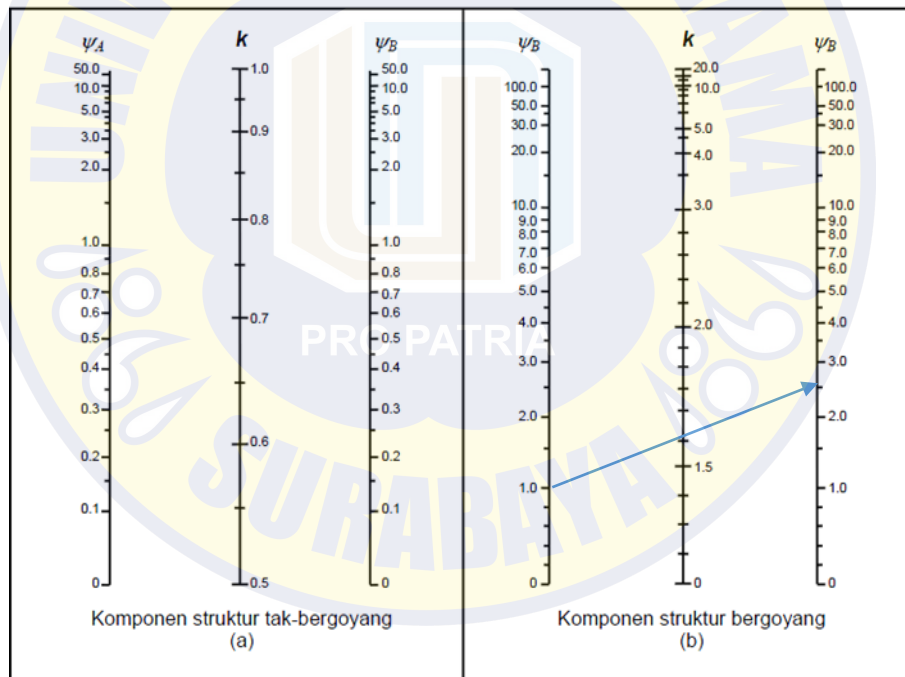 ψA k ψB
50.0 1.0 50.0
10.0 10.0
5.0 0.9 5.0
3.0 3.0
2.0 2.0
0.8
1.0 1.0
0.8 0.8
0.7 0.7 0.7
0.6 0.6
0.5 0.5
0.4 0.4
0.3 0.3
0.6
0.2 0.2
0.1 0.1
0 0.5 0
Komponen struktur tak-bergoyang
(a)
ψB k ψB
20.0
100.0 10.0 100.0
50.0 50.0
30.0 5.0 30.0
20.0 4.0 20.0
10.0 3.0 10.0
9.0 9.0
8.0 8.0
7.0 7.0
6.0 6.0
5.0 5.0
4.0 2.0 4.0
3.0 3.0
2.0 2.0
1.5
1.0 1.0
0 0 0
Komponen struktur bergoyang
(b)
PRO PATRIA
SURABAYA